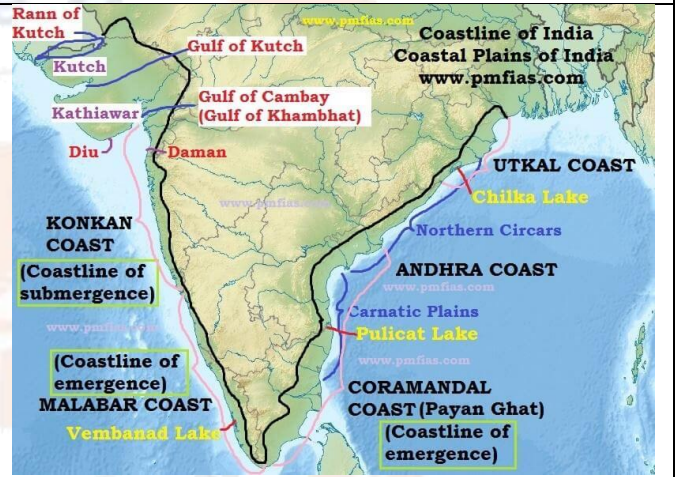 Rann of
Kutch
www.pmfias.com
Coastline of India
Coastal Plains of India
www.pmfias.com
Gulf of Kutch
Kutch
Gulf of Cambay
(Gulf of Khambhat)
Kathiawar
Diu
Daman
UTKAL COAST
Chilka Lake
www.pmfias.com
KONKAN
COAST
Northern Circars
(Coastline of
submergence)
ANDHRA COAST
www.pmfias.com
Carnatic Plains
Pulicat Lake
www.pmfias.com
(Coastline of
emergence)
MALABAR COAST
Vembanad Lake
CORAMANDAL
COAST (Payan Ghat)
(Coastline of
emergence)